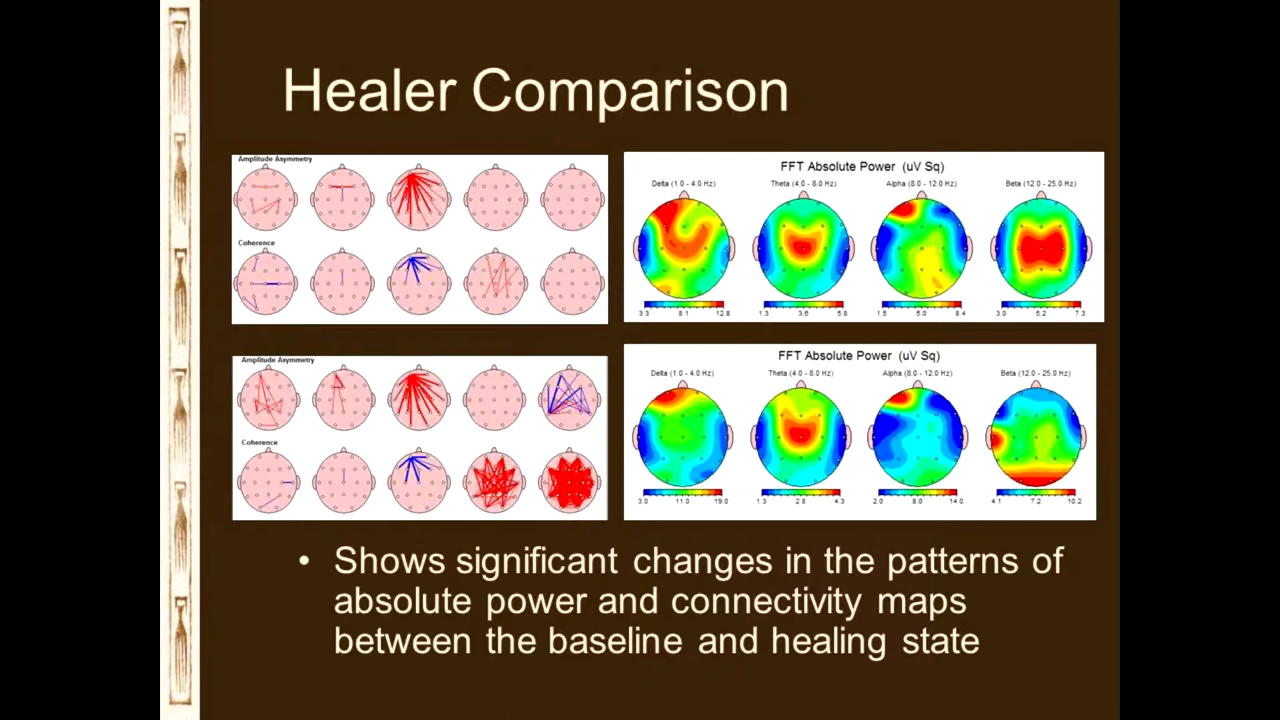 Healer Comparison
Amplitude Asymmetry
Coherence
FFT Absolute Power (uV Sq)
Delta (1.0 - 4.0 Hz) Theta (4.0 - 8.0 Hz) Alpha (8.0 - 12.0 Hz) Beta (12.0 - 25.0 Hz)
3.3 8.1 12.8 1.3 3.6 5.8 1.5 5.0 8.4 3.0 5.2 7.3
Amplitude Asymmetry
Coherence
FFT Absolute Power (uV Sq)
Delta (1.0 - 4.0 Hz) Theta (4.0 - 8.0 Hz) Alpha (8.0 - 12.0 Hz) Beta (12.0 - 25.0 Hz)
3.0 11.0 19.0 1.3 2.8 4.3 2.0 8.0 14.0 4.1 7.2 10.2
• Shows significant changes in the patterns of
absolute power and connectivity maps
between the baseline and healing state